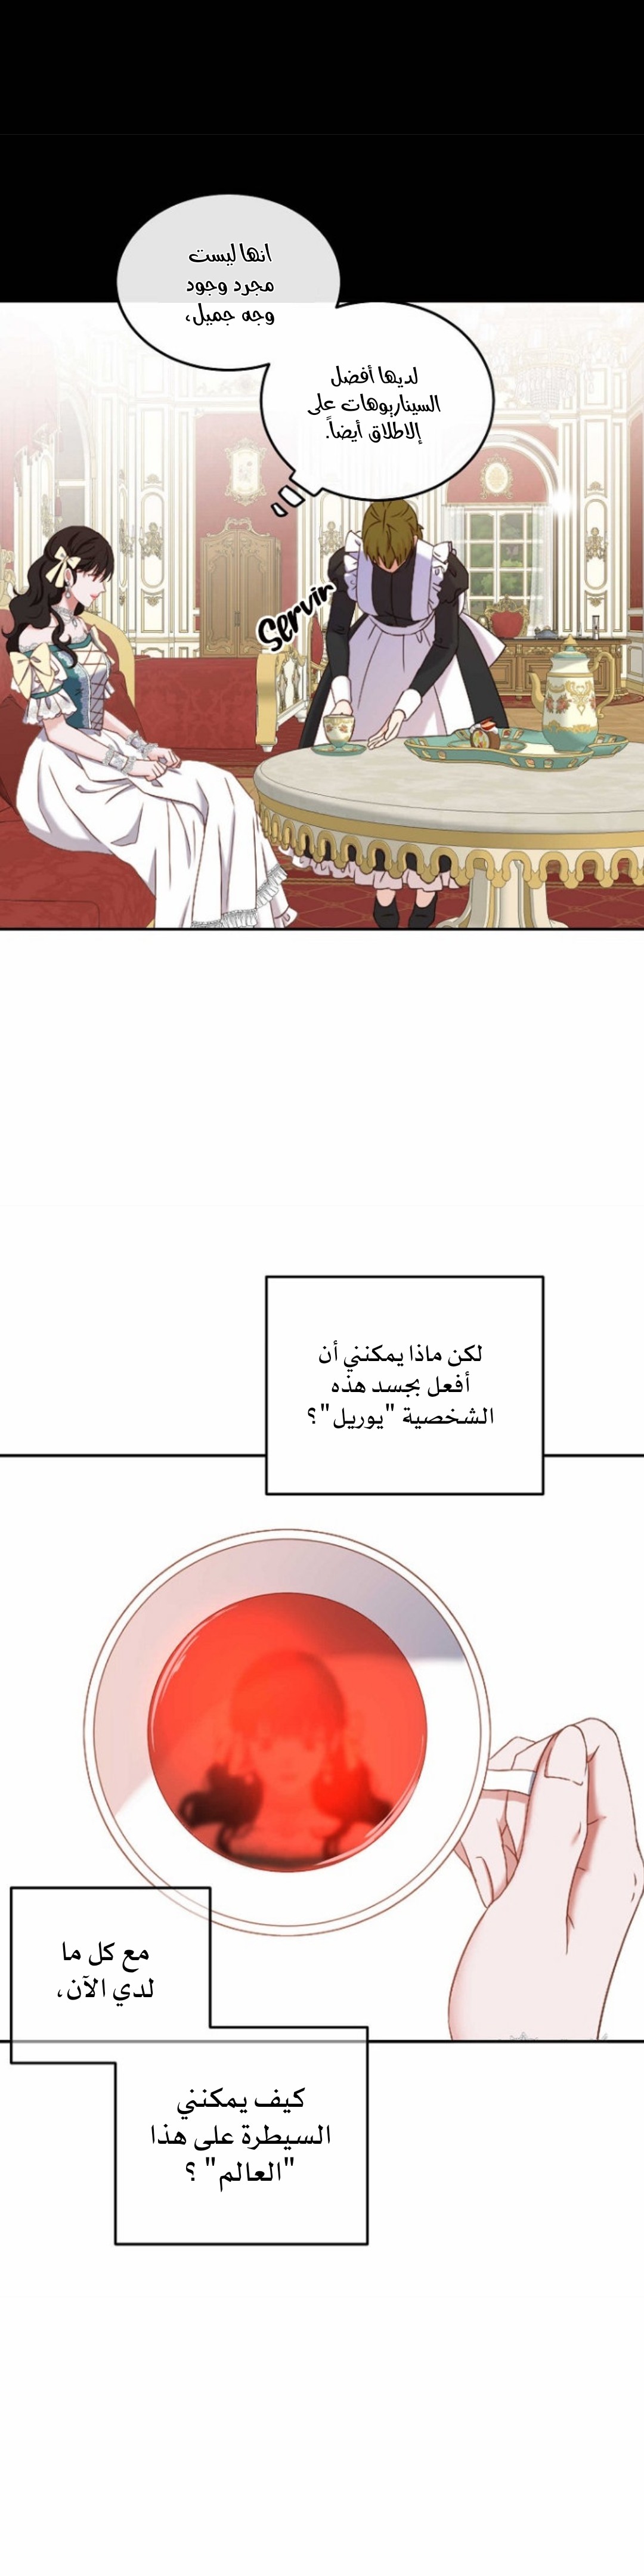 انها ليست
مجرد وجود
وجه جميل،
لديها أفضل
السيناريوهات على
إلاطلاق أيضاً.
Servir
لكن ماذا يمكنني أن
أفعل بجسد هذه
الشخصية "يوريل"؟
مع كل ما
لدي الآن،
كيف يمكنني
السيطرة على هذا
"العالم" ؟